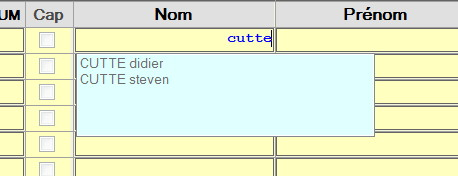 UM Cap Nom Prénom
cutte
CUTTE didier
CUTTE steven